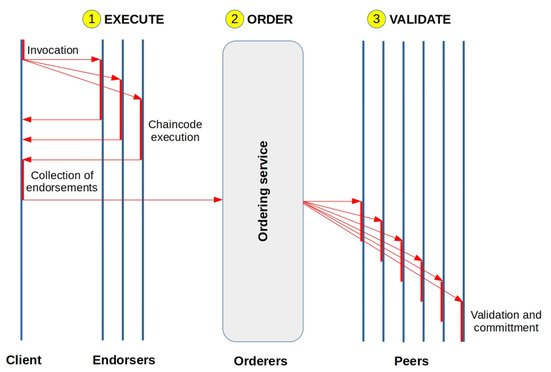 1 EXECUTE
2 ORDER
3 VALIDATE
Invocation
Chaincode
execution
Collection of
endorsements
Ordering service
Validation and
committment
Client
Endorsers
Orderers
Peers